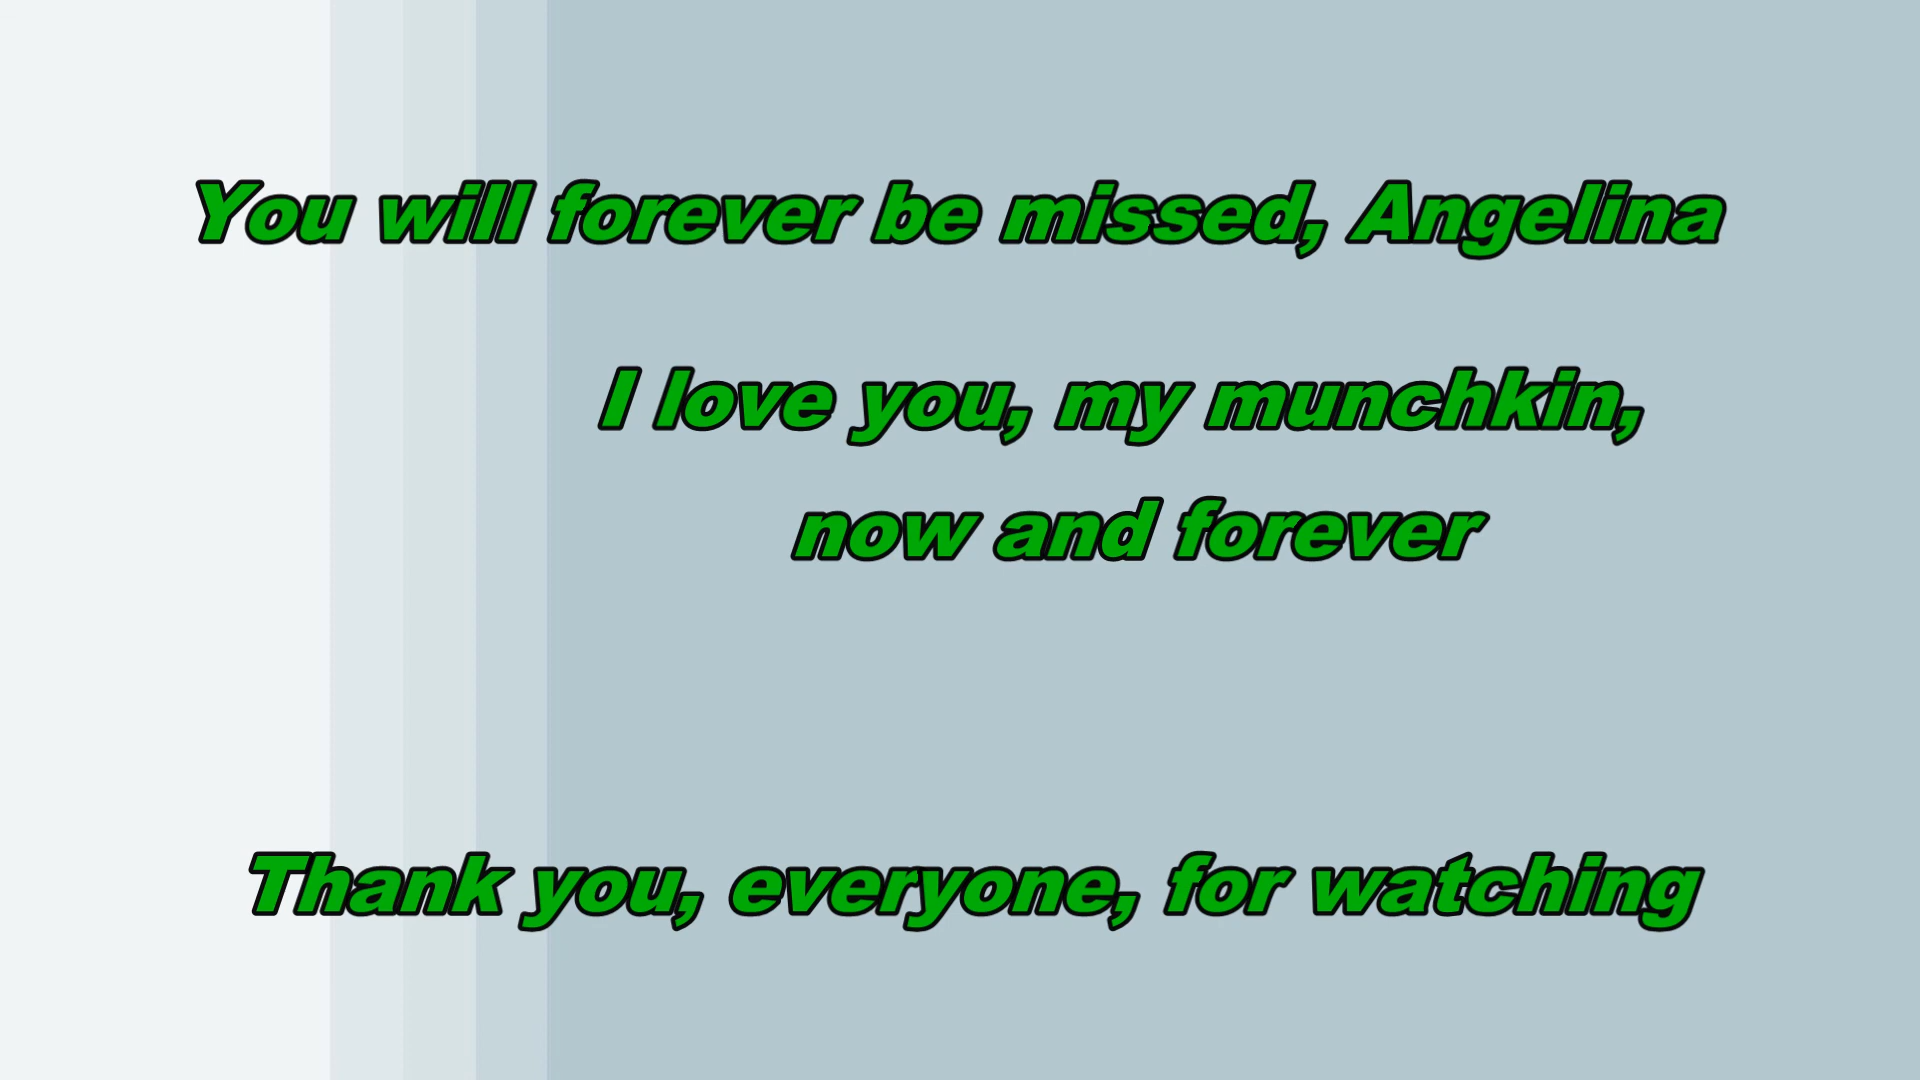 You will forever be missed, Angelina
I love you, my munchkin,
now and forever
Thank you, everyone, for watching